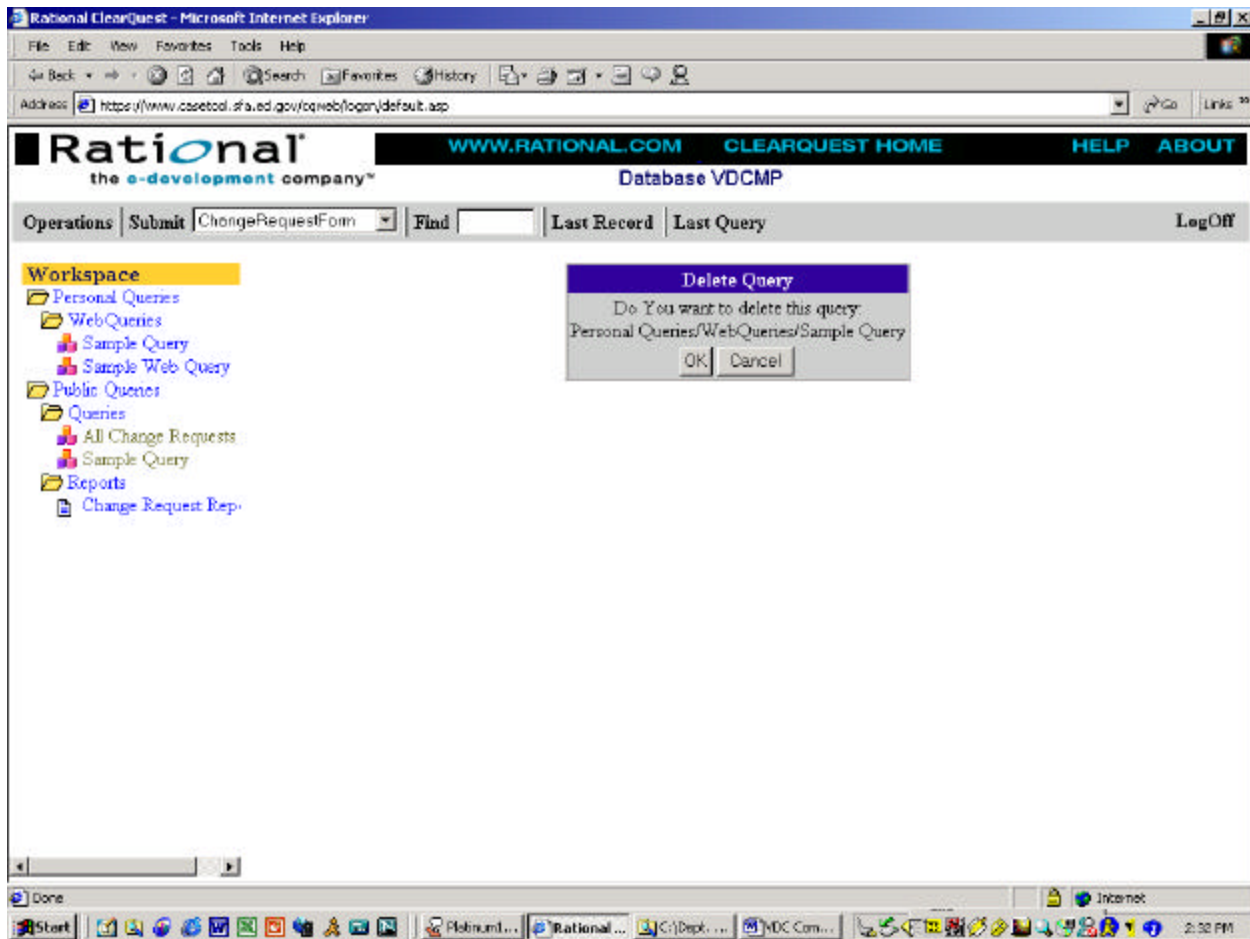 Rational ClearQuest - Microsoft Internet Explorer
File Edit View Favorites Tools Help
Back Search Favorites History
Address https://www.casetool.sfa.ed.gov/cqweb/logon/default.asp Go Links »
Rational
the e-development company
WWW.RATIONAL.COM CLEARQUEST HOME HELP ABOUT
Database VDCMP
Operations Submit ChangeRequestForm Find Last Record Last Query LogOff
Workspace
Personal Queries
WebQueries
Sample Query
Sample Web Query
Public Queries
Queries
All Change Requests
Sample Query
Reports
Change Request Rep
Delete Query
Do You want to delete this query:
Personal Queries/WebQueries/Sample Query
OK Cancel
Done Internet
Start Platinum1... Rational ... C:\Dept. ... VDC Com... 2:32 PM